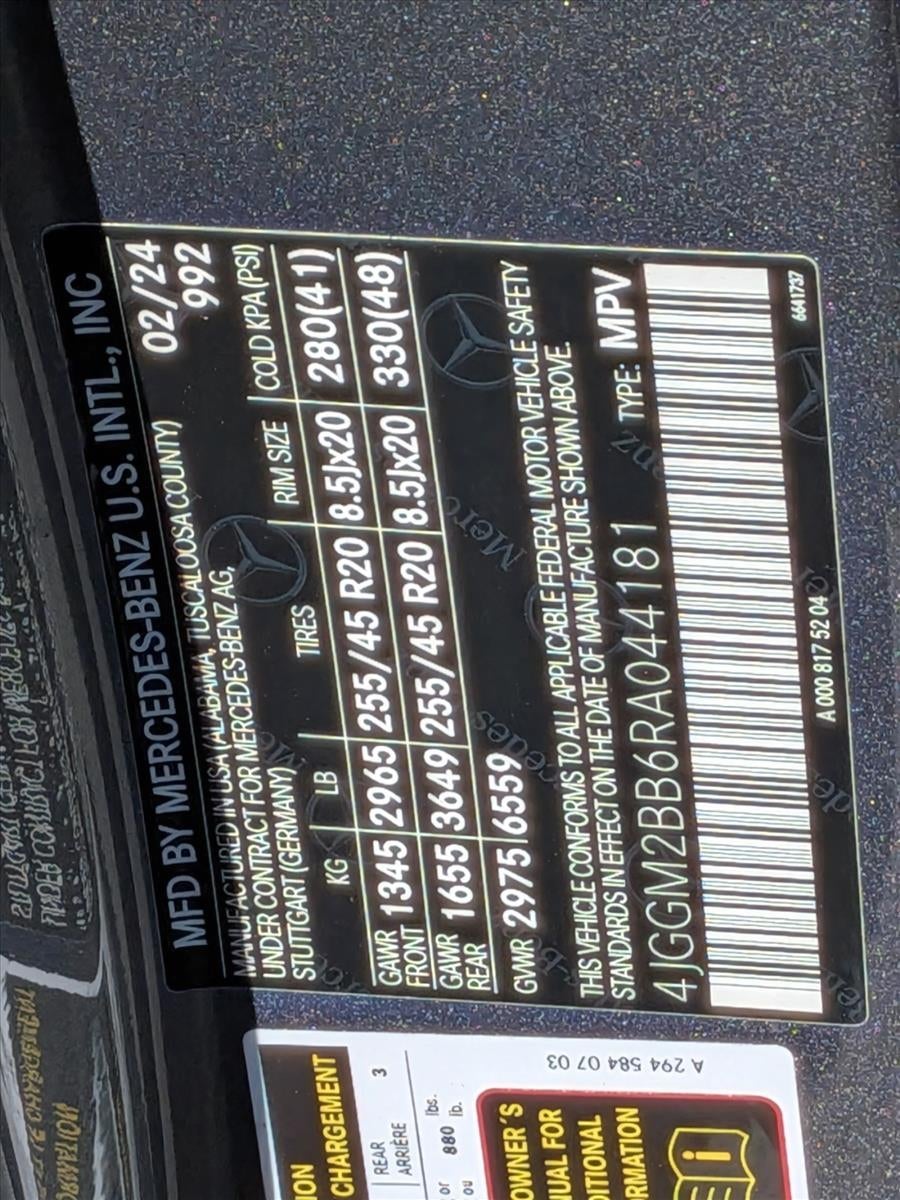 MFD BY MERCEDES-BENZ U.S. INTL., INC
MANUFACTURED IN USA (ALABAMA, TUSCALOOSA COUNTY) 02/24
UNDER CONTRACT FOR MERCEDES-BENZ AG, 992
STUTTGART (GERMANY)
KG LB TIRES RIM SIZE COLD KPA (PSI)
GAWR FRONT 1345 2965 255/45 R20 8.5Jx20 280(41)
GAWR REAR 1655 3649 255/45 R20 8.5Jx20 330(48)
GVWR 2975 6559
THIS VEHICLE CONFORMS TO ALL APPLICABLE FEDERAL MOTOR VEHICLE SAFETY
STANDARDS IN EFFECT ON THE DATE OF MANUFACTURE SHOWN ABOVE.
4JGGM2BB6RA044181 TYPE: MPV
A 000 817 52 04 6641737
ION
CHARGEMENT
REAR 3
ARRIÈRE
or 880 lbs.
ou lb.
OWNER'S
NUAL FOR
DITIONAL
RMATION
A 294 584 07 03